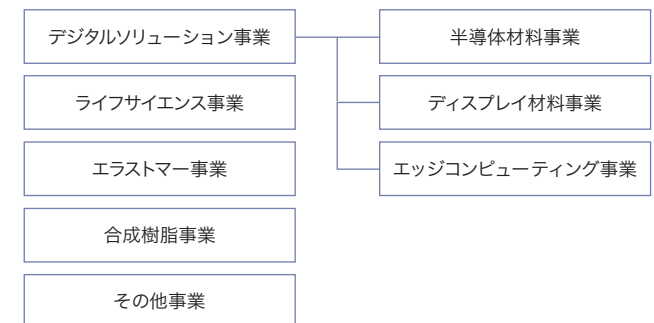 デジタルソリューション事業
半導体材料事業
ライフサイエンス事業
ディスプレイ材料事業
エラストマー事業
エッジコンピューティング事業
合成樹脂事業
その他事業